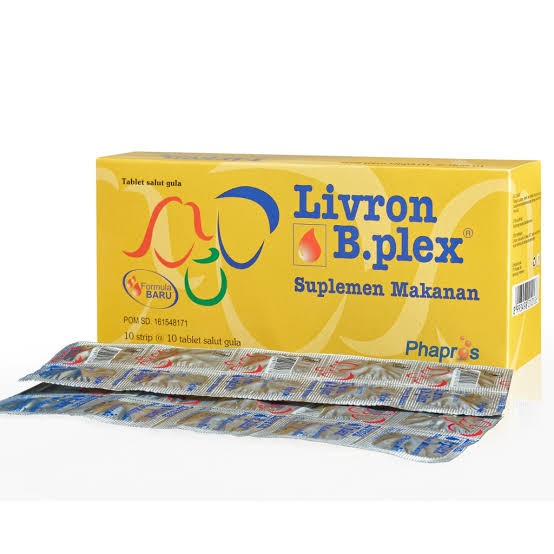 Tablet salut gula
Livron
B.plex®
Suplemen Makanan
Formula
BARU
POM SD. 161548171
10 strip @ 10 tablet salut gula
Phapros